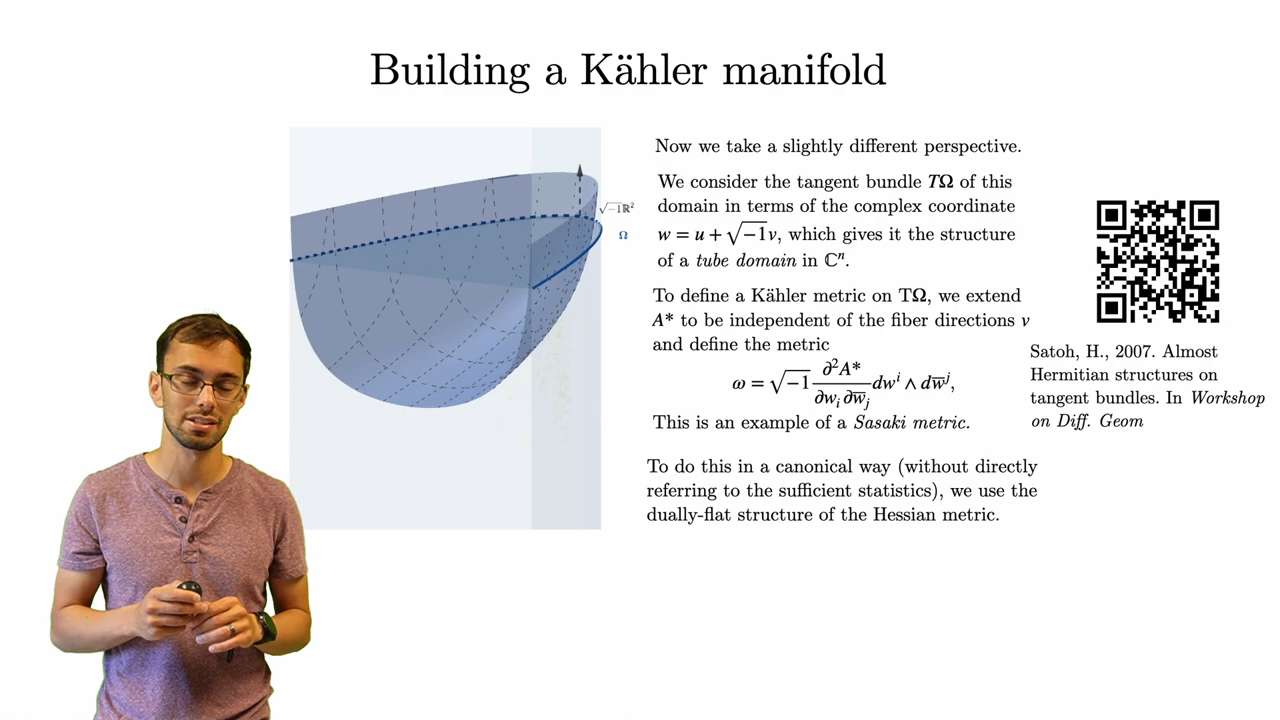 Building a Kähler manifold
√−1ℝ²
Ω
Now we take a slightly different perspective.
We consider the tangent bundle TΩ of this
domain in terms of the complex coordinate
w = u + √−1v, which gives it the structure
of a tube domain in ℂⁿ.
To define a Kähler metric on TΩ, we extend
A* to be independent of the fiber directions v
and define the metric
ω = √−1 ∂²A*/∂wᵢ ∂w̄ⱼ dwⁱ ∧ dw̄ʲ,
This is an example of a Sasaki metric.
To do this in a canonical way (without directly
referring to the sufficient statistics), we use the
dually-flat structure of the Hessian metric.
Satoh, H., 2007. Almost
Hermitian structures on
tangent bundles. In Workshop
on Diff. Geom